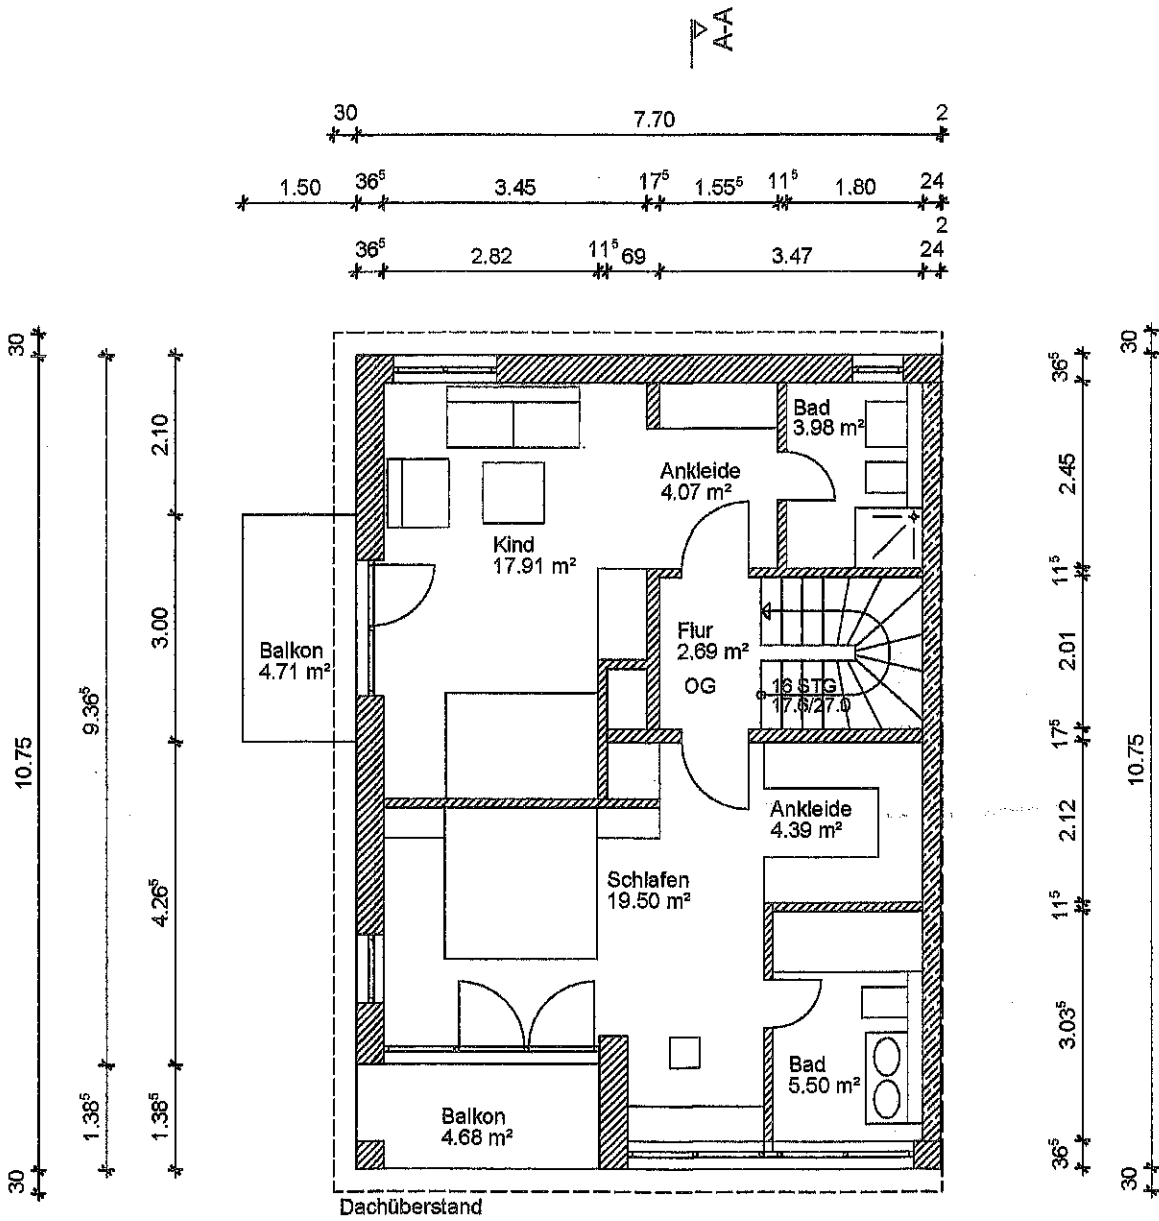 A-A
30 7.70 2
1.50 36⁵ 3.45 17⁵ 1.55⁵ 11⁵ 1.80 24
2
36⁵ 2.82 11⁵ 69 3.47 24
30
10.75
30
9.36⁵
1.38⁵
2.10
3.00
4.26⁵
1.38⁵
Bad
3.98 m²
Ankleide
4.07 m²
Kind
17.91 m²
Balkon
4.71 m²
Flur
2.69 m²
OG
16 STG
17.6/27.0
Ankleide
4.39 m²
Schlafen
19.50 m²
Bad
5.50 m²
Balkon
4.68 m²
Dachüberstand
36⁵
2.45
11⁵
2.01
17⁵
2.12
11⁵
3.03⁵
36⁵
30
10.75
30